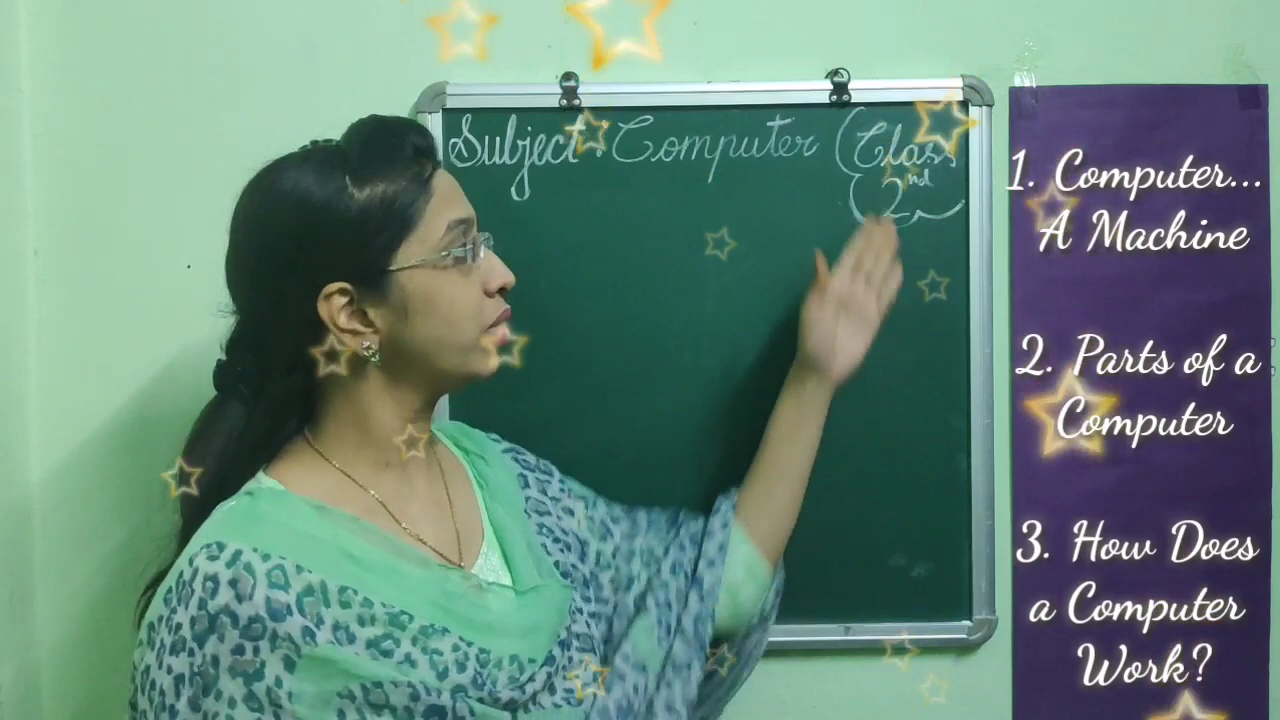 Subject : Computer (Class
2nd
1. Computer...
A Machine
2. Parts of a
Computer
3. How Does
a Computer
Work?